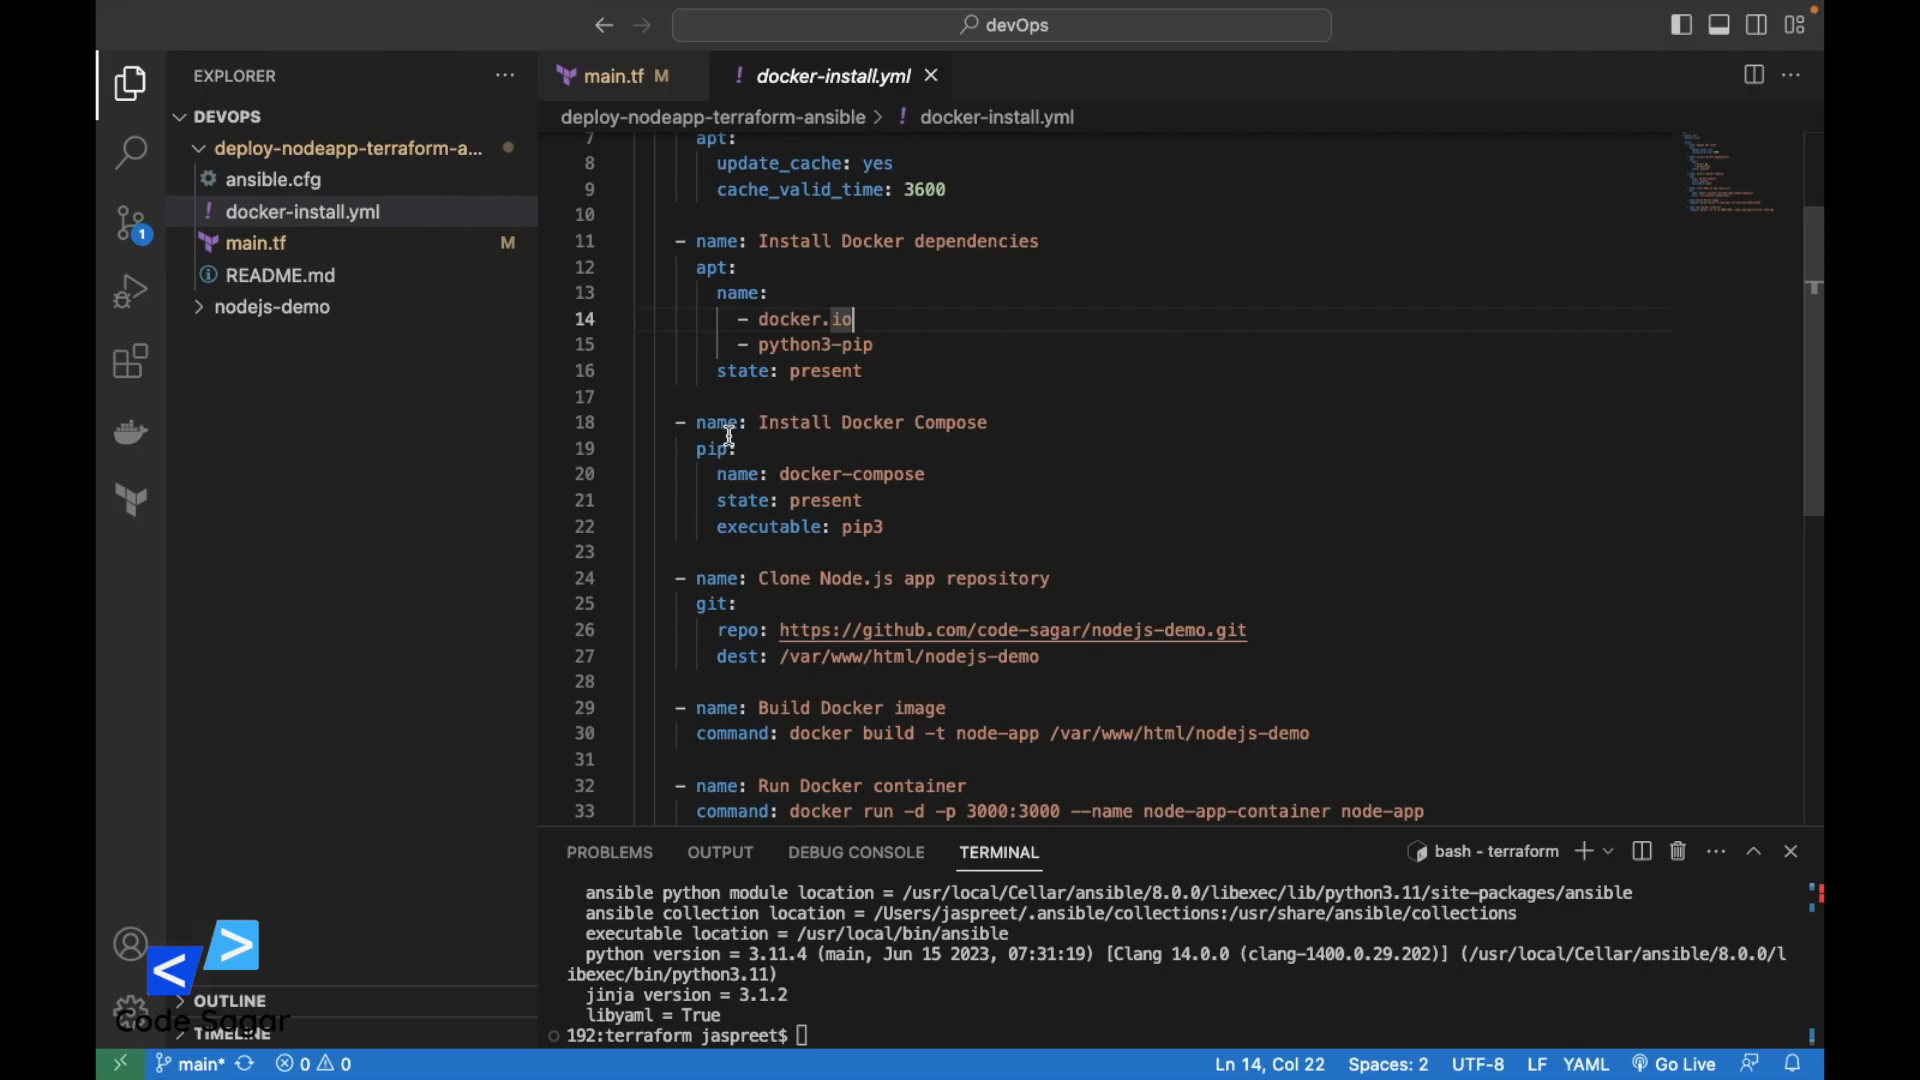 devOps
EXPLORER
DEVOPS
deploy-nodeapp-terraform-a...
ansible.cfg
! docker-install.yml
main.tf M
README.md
nodejs-demo
1
OUTLINE
TIMELINE
Code Sagar
main.tf M
! docker-install.yml
deploy-nodeapp-terraform-ansible > ! docker-install.yml
7 apt:
8 update_cache: yes
9 cache_valid_time: 3600
10
11 - name: Install Docker dependencies
12 apt:
13 name:
14 - docker.io
15 - python3-pip
16 state: present
17
18 - name: Install Docker Compose
19 pip:
20 name: docker-compose
21 state: present
22 executable: pip3
23
24 - name: Clone Node.js app repository
25 git:
26 repo: https://github.com/code-sagar/nodejs-demo.git
27 dest: /var/www/html/nodejs-demo
28
29 - name: Build Docker image
30 command: docker build -t node-app /var/www/html/nodejs-demo
31
32 - name: Run Docker container
33 command: docker run -d -p 3000:3000 --name node-app-container node-app
PROBLEMS OUTPUT DEBUG CONSOLE TERMINAL
bash - terraform
ansible python module location = /usr/local/Cellar/ansible/8.0.0/libexec/lib/python3.11/site-packages/ansible
ansible collection location = /Users/jaspreet/.ansible/collections:/usr/share/ansible/collections
executable location = /usr/local/bin/ansible
python version = 3.11.4 (main, Jun 15 2023, 07:31:19) [Clang 14.0.0 (clang-1400.0.29.202)] (/usr/local/Cellar/ansible/8.0.0/l
ibexec/bin/python3.11)
jinja version = 3.1.2
libyaml = True
192:terraform jaspreet$
main* 0 0
Ln 14, Col 22 Spaces: 2 UTF-8 LF YAML Go Live